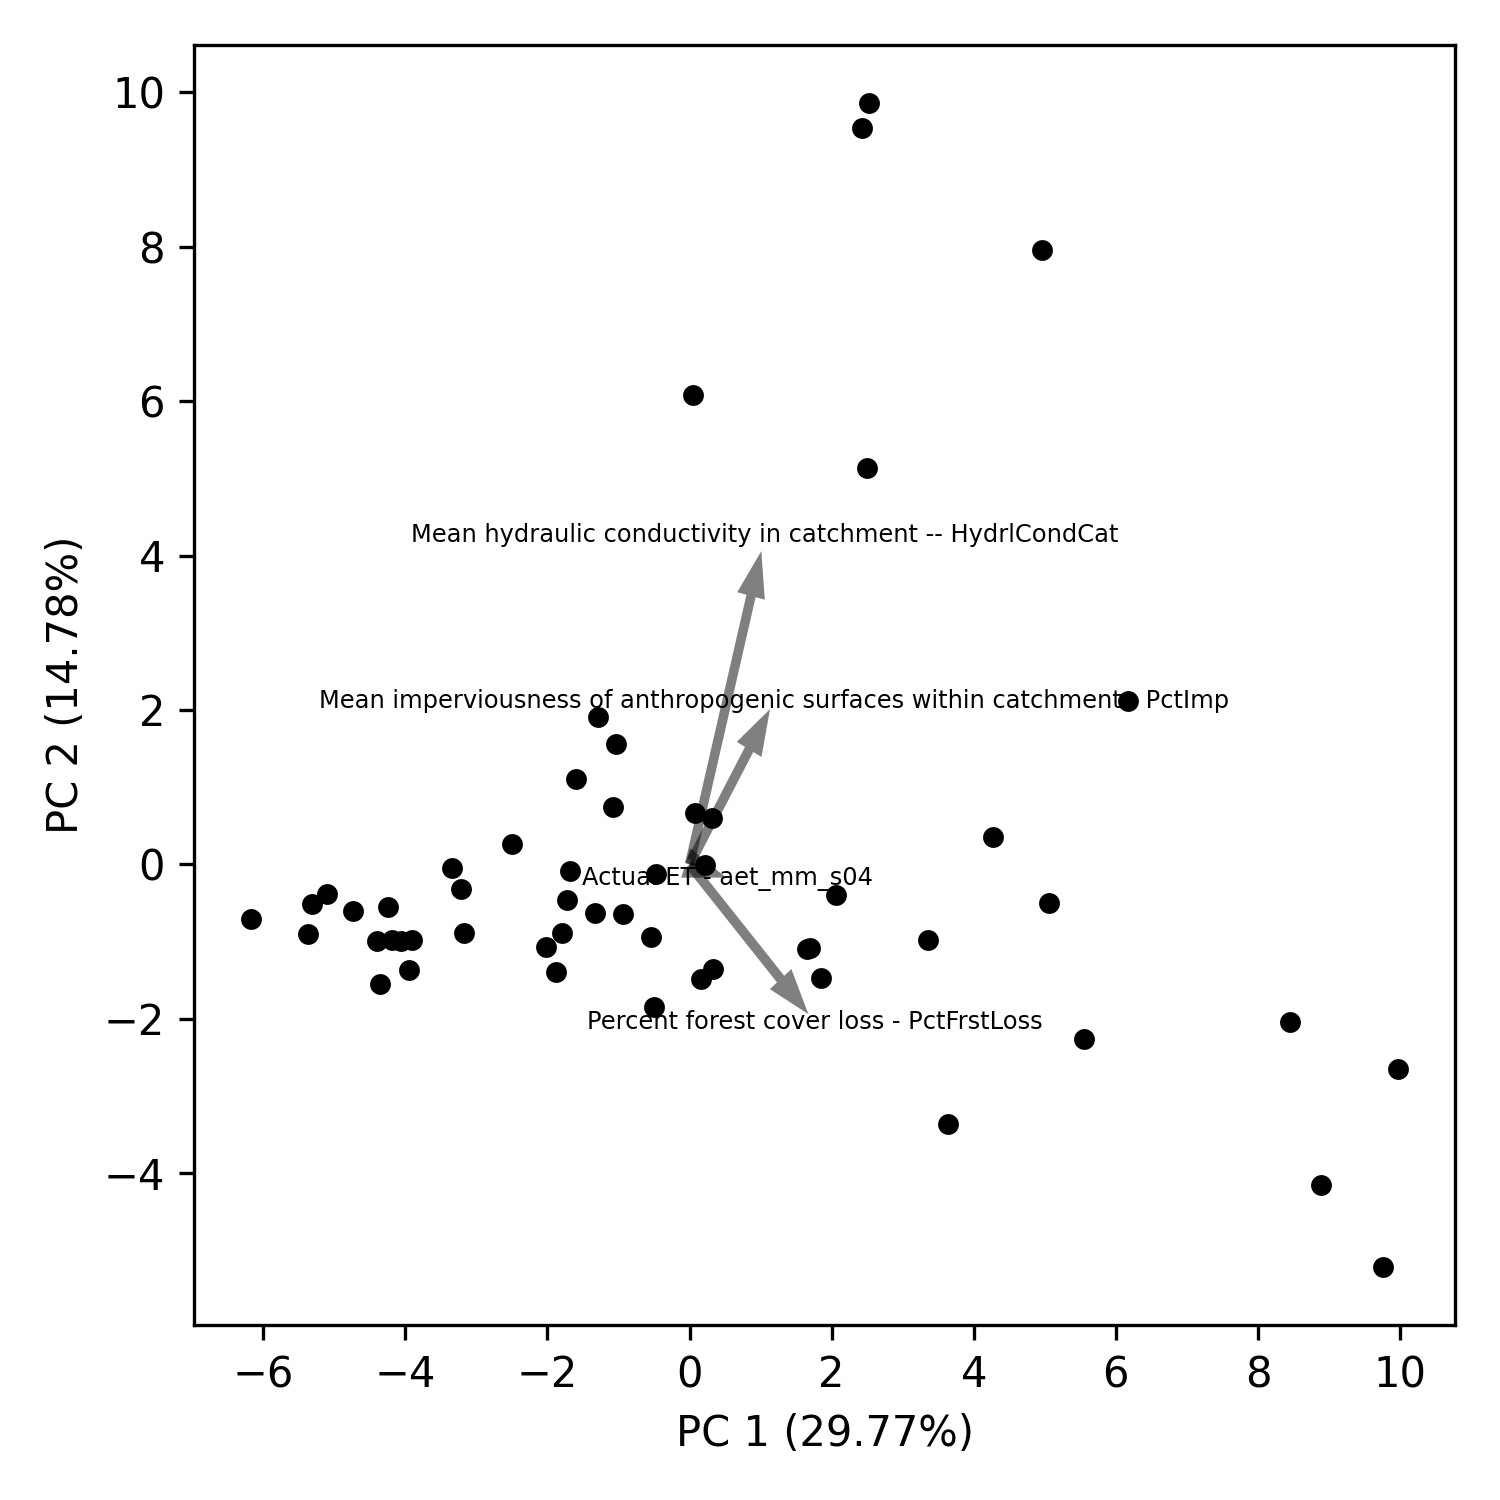 10
8
6
Mean hydraulic conductivity in catchment -- HydrlCondCat
4
Mean imperviousness of anthropogenic surfaces within catchment - PctImp
2
0
Actual ET - aet_mm_s04
−2
Percent forest cover loss - PctFrstLoss
−4
PC 2 (14.78%)
−6 −4 −2 0 2 4 6 8 10
PC 1 (29.77%)